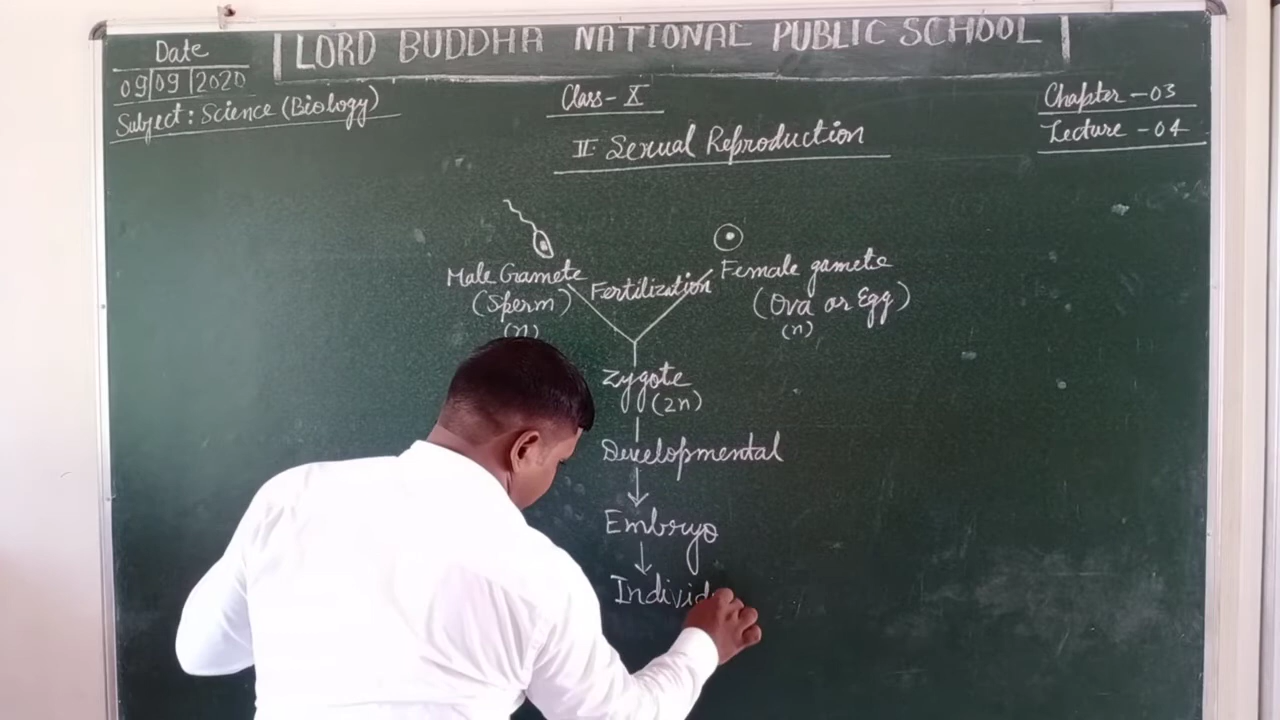 Date
LORD BUDDHA NATIONAL PUBLIC SCHOOL
09/09/2020
Subject: Science (Biology)
Class - X
Chapter - 03
Lecture - 04
II. Sexual Reproduction
Male Gamete
(Sperm)
(n)
Fertilization
Female gamete
(Ova or Egg)
(n)
Zygote
(2n)
Developmental
Embryo
Individ